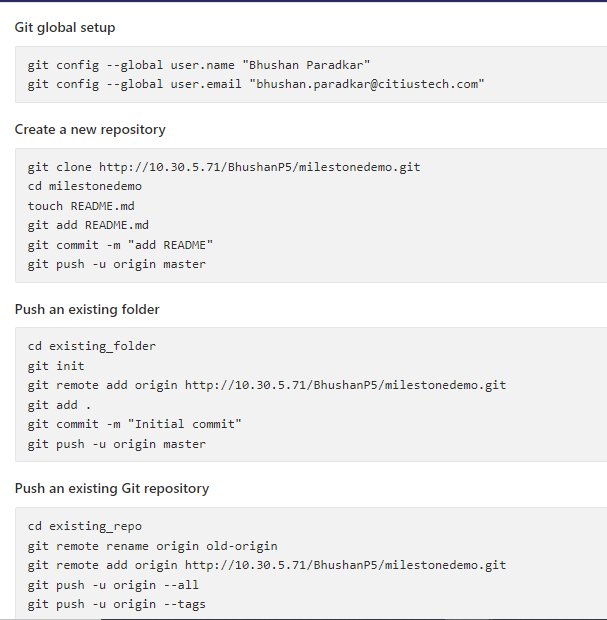 Git global setup
git config --global user.name "Bhushan Paradkar"
git config --global user.email "bhushan.paradkar@citiustech.com"
Create a new repository
git clone http://10.30.5.71/BhushanP5/milestonedemo.git
cd milestonedemo
touch README.md
git add README.md
git commit -m "add README"
git push -u origin master
Push an existing folder
cd existing_folder
git init
git remote add origin http://10.30.5.71/BhushanP5/milestonedemo.git
git add .
git commit -m "Initial commit"
git push -u origin master
Push an existing Git repository
cd existing_repo
git remote rename origin old-origin
git remote add origin http://10.30.5.71/BhushanP5/milestonedemo.git
git push -u origin --all
git push -u origin --tags